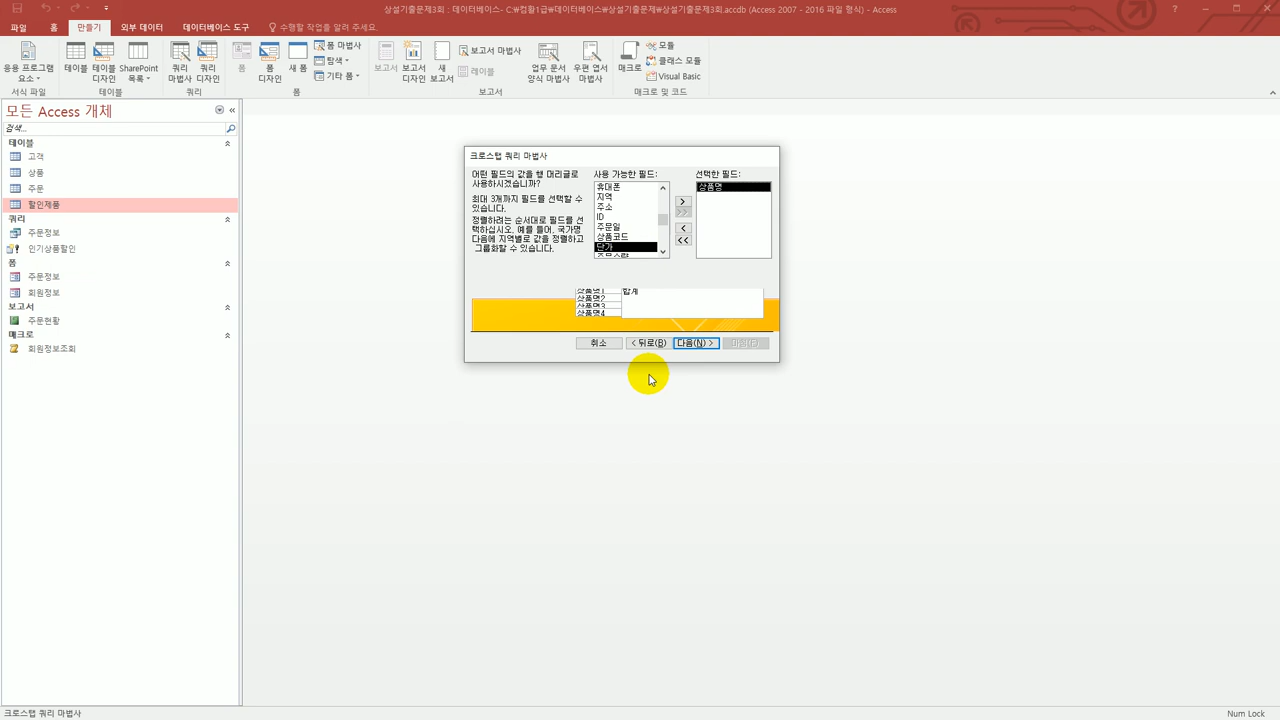 상설기출문제3회 : 데이터베이스- C:₩컴활1급₩데이터베이스₩상설기출문제₩상설기출문제3회.accdb (Access 2007 - 2016 파일 형식) - Access
파일 홈 만들기 외부 데이터 데이터베이스 도구 수행할 작업을 알려 주세요.
응용 프로그램 요소
테이블
테이블 디자인
SharePoint 목록
쿼리 마법사
쿼리 디자인
폼
폼 디자인
새 폼
폼 마법사
탐색
기타 폼
보고서
보고서 디자인
새 보고서
보고서 마법사
레이블
업무 문서 양식 마법사
우편 엽서 마법사
매크로
모듈
클래스 모듈
Visual Basic
서식 파일 테이블 쿼리 폼 보고서 매크로 및 코드
모든 Access 개체
검색...
테이블
고객
상품
주문
할인제품
쿼리
주문정보
인기상품할인
폼
주문정보
회원정보
보고서
주문현황
매크로
회원정보조회
크로스탭 쿼리 마법사
어떤 필드의 값을 행 머리글로
사용하시겠습니까?
최대 3개까지 필드를 선택할 수
있습니다.
정렬하려는 순서대로 필드를 선
택하십시오. 예를 들어, 국가명
다음에 지역별로 값을 정렬하고
그룹화할 수 있습니다.
사용 가능한 필드:
휴대폰
지역
주소
ID
주문일
상품코드
단가
주문수량
선택한 필드:
상품명
>
>>
<
<<
상품명1 합계
상품명2
상품명3
상품명4
취소 < 뒤로(B) 다음(N) > 마침(F)
크로스탭 쿼리 마법사
Num Lock